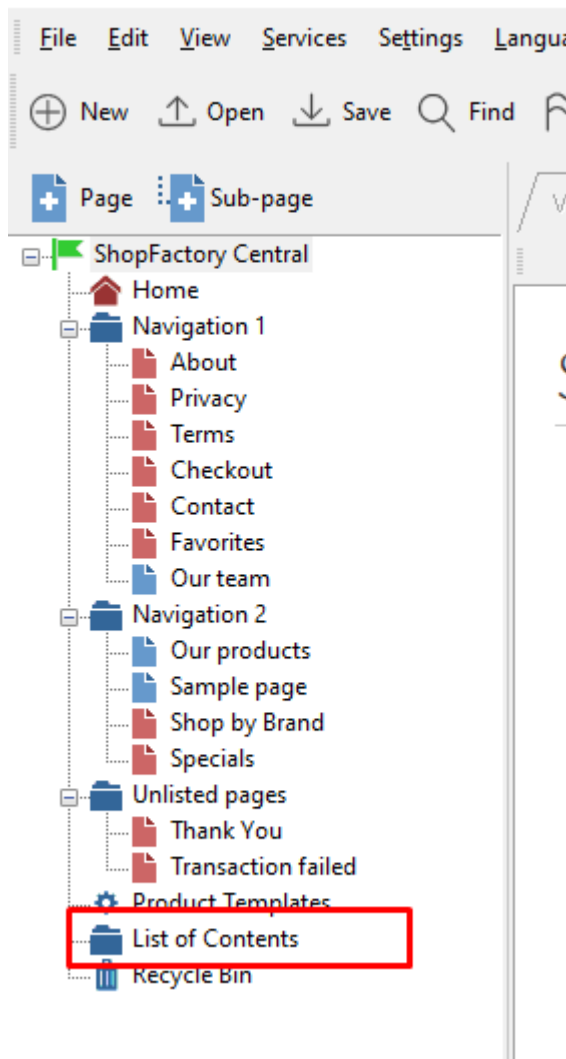 File Edit View Services Settings Langua
New Open Save Find
Page Sub-page
ShopFactory Central
Home
Navigation 1
About
Privacy
Terms
Checkout
Contact
Favorites
Our team
Navigation 2
Our products
Sample page
Shop by Brand
Specials
Unlisted pages
Thank You
Transaction failed
Product Templates
List of Contents
Recycle Bin